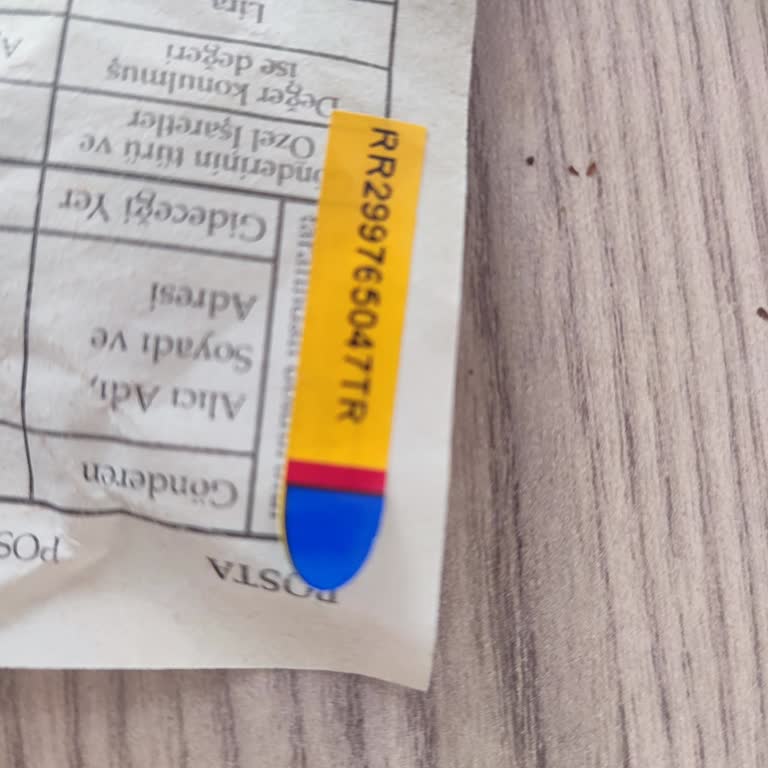 POSTA
Gönderen
Alıcı Adı,
Soyadı ve
Adresi
Gideceği Yer
önderinin türü ve
Özel İşaretler
Değer konulmuş
ise değeri
Lira
RR299765047TR